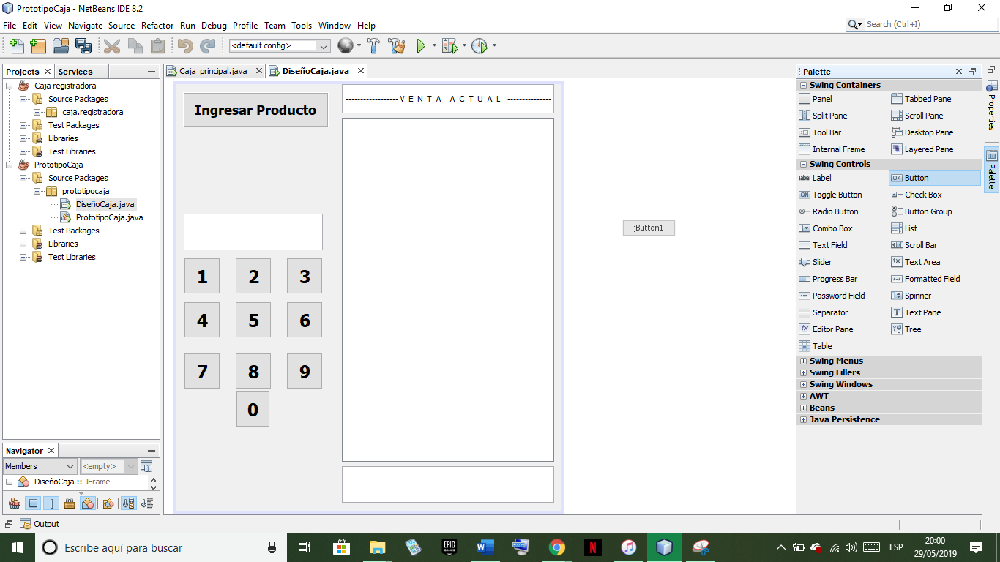 PrototipoCaja - NetBeans IDE 8.2
File Edit View Navigate Source Refactor Run Debug Profile Team Tools Window Help
Search (Ctrl+I)
<default config>
Projects Services
Caja registradora
Source Packages
caja.registradora
Test Packages
Libraries
Test Libraries
PrototipoCaja
Source Packages
prototipocaja
DiseñoCaja.java
PrototipoCaja.java
Test Packages
Libraries
Test Libraries
Navigator
Members <empty>
DiseñoCaja :: JFrame
Output
Caja_principal.java DiseñoCaja.java
Ingresar Producto
------------------ V E N T A A C T U A L ---------------
1 2 3
4 5 6
7 8 9
0
jButton1
Palette
Swing Containers
Panel Tabbed Pane
Split Pane Scroll Pane
Tool Bar Desktop Pane
Internal Frame Layered Pane
Swing Controls
Label Button
Toggle Button Check Box
Radio Button Button Group
Combo Box List
Text Field Scroll Bar
Slider Text Area
Progress Bar Formatted Field
Password Field Spinner
Separator Text Pane
Editor Pane Tree
Table
Swing Menus
Swing Fillers
Swing Windows
AWT
Beans
Java Persistence
Properties
Palette
Escribe aquí para buscar
EPIC GAMES
ESP
20:00
29/05/2019